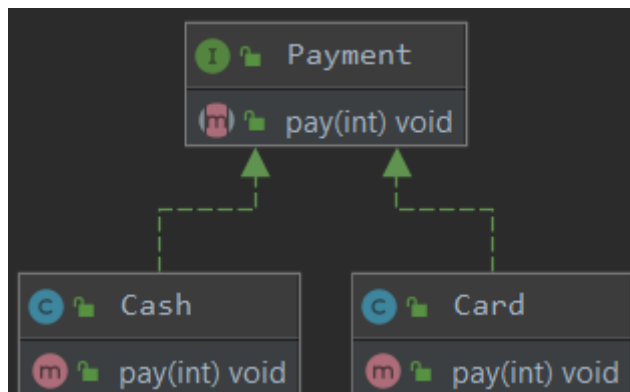 I Payment
m pay(int) void
C Cash
C Card
m pay(int) void
m pay(int) void